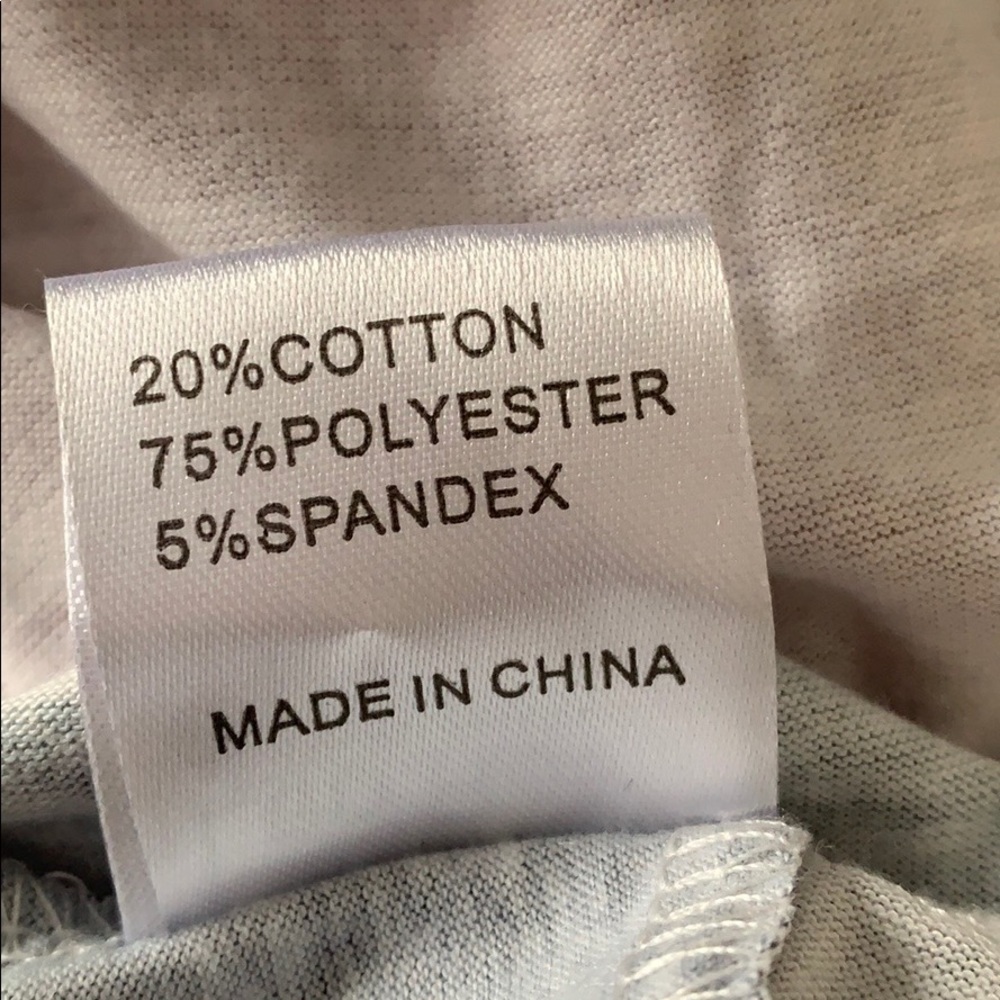 20%COTTON
75%POLYESTER
5%SPANDEX
MADE IN CHINA